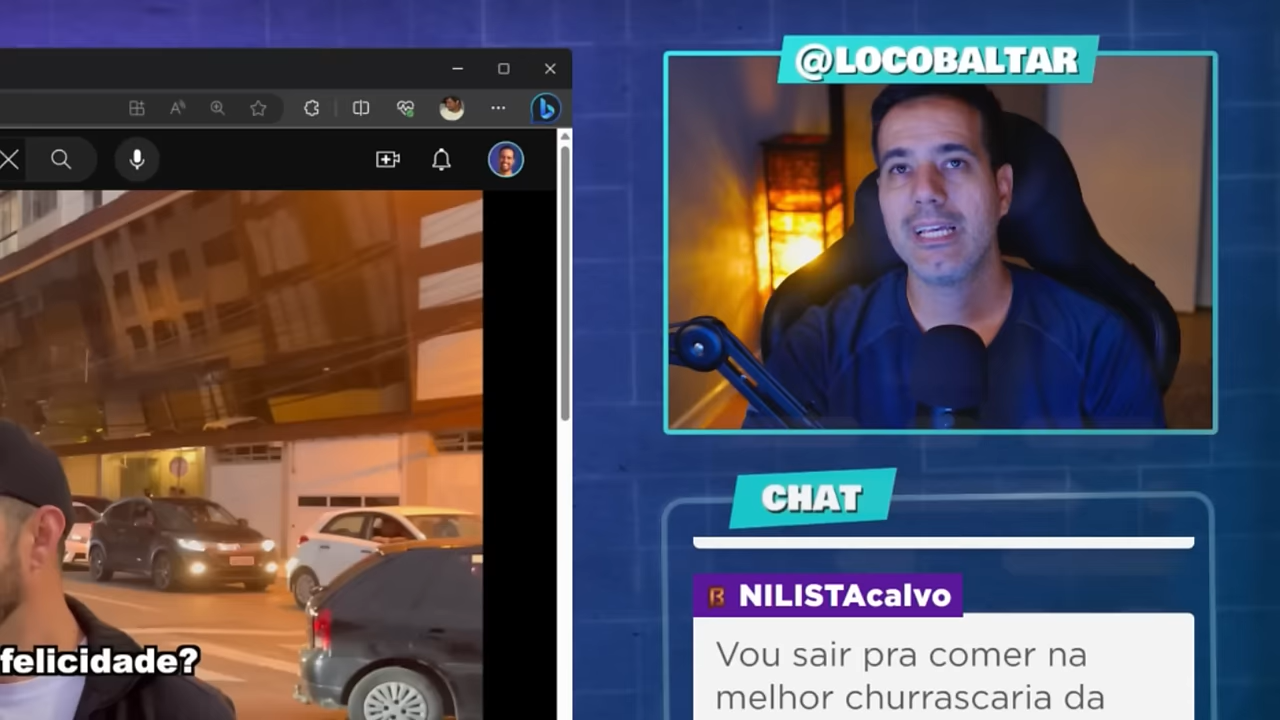 @LOCOBALTAR
felicidade?
CHAT
NILISTAcalvo
Vou sair pra comer na
melhor churrascaria da